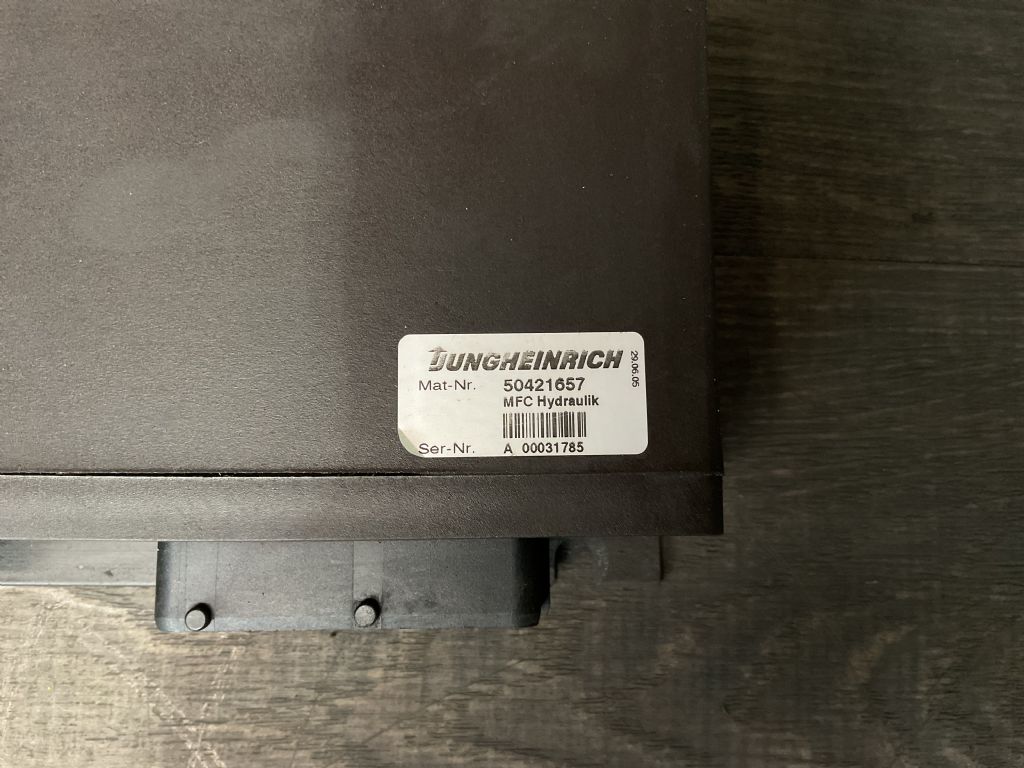 JUNGHEINRICH
29.06.05
Mat-Nr. 50421657
MFC Hydraulik
Ser-Nr. A 00031785